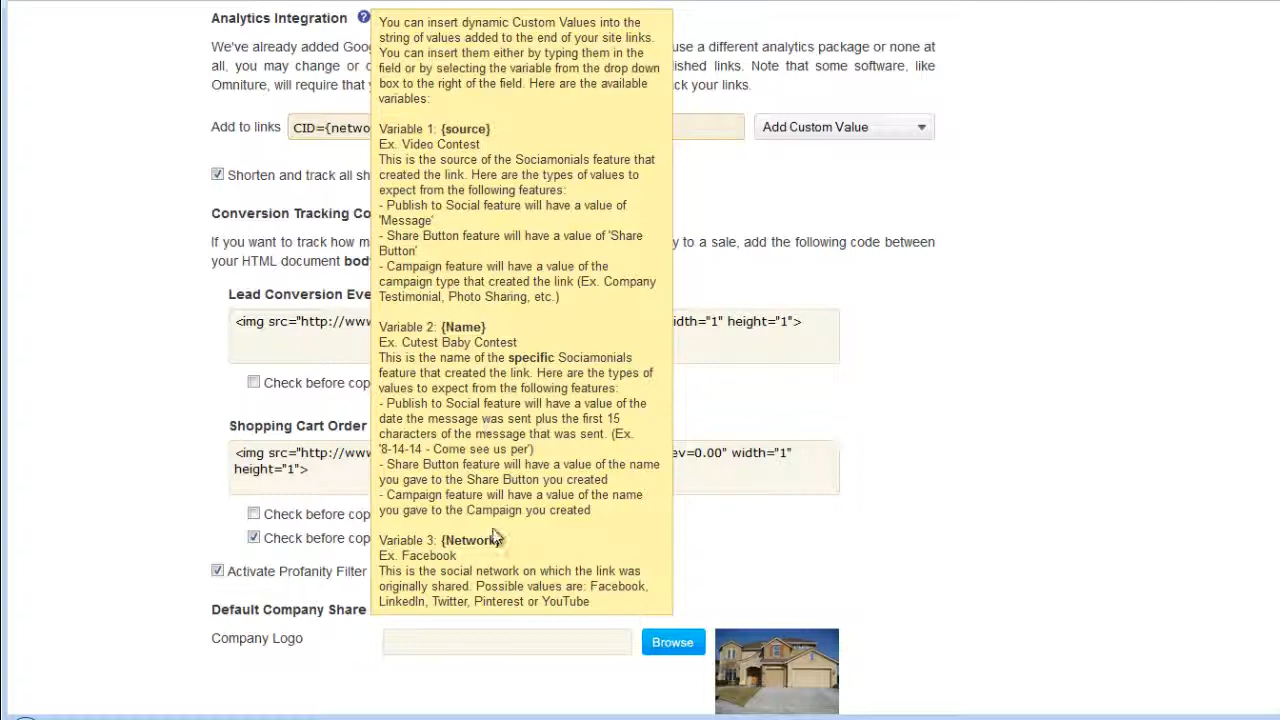 Analytics Integration ?
We've already added Goo
use a different analytics package or none at
all, you may change or c
lished links. Note that some software, like
Omniture, will require that y
ck your links.
Add to links
CID={netwo
Add Custom Value
Shorten and track all sh
Conversion Tracking Co
If you want to track how m
y to a sale, add the following code between
your HTML document body
Lead Conversion Eve
<img src="http://www
idth="1" height="1">
Check before cop
Shopping Cart Order
<img src="http://www
ev=0.00" width="1"
height="1">
Check before cop
Check before cop
Activate Profanity Filter
Default Company Share
Company Logo
Browse
You can insert dynamic Custom Values into the
string of values added to the end of your site links.
You can insert them either by typing them in the
field or by selecting the variable from the drop down
box to the right of the field. Here are the available
variables:
Variable 1: {source}
Ex. Video Contest
This is the source of the Sociamonials feature that
created the link. Here are the types of values to
expect from the following features:
- Publish to Social feature will have a value of
'Message'
- Share Button feature will have a value of 'Share
Button'
- Campaign feature will have a value of the
campaign type that created the link (Ex. Company
Testimonial, Photo Sharing, etc.)
Variable 2: {Name}
Ex. Cutest Baby Contest
This is the name of the specific Sociamonials
feature that created the link. Here are the types of
values to expect from the following features:
- Publish to Social feature will have a value of the
date the message was sent plus the first 15
characters of the message that was sent. (Ex.
'8-14-14 - Come see us per')
- Share Button feature will have a value of the name
you gave to the Share Button you created
- Campaign feature will have a value of the name
you gave to the Campaign you created
Variable 3: {Network}
Ex. Facebook
This is the social network on which the link was
originally shared. Possible values are: Facebook,
LinkedIn, Twitter, Pinterest or YouTube